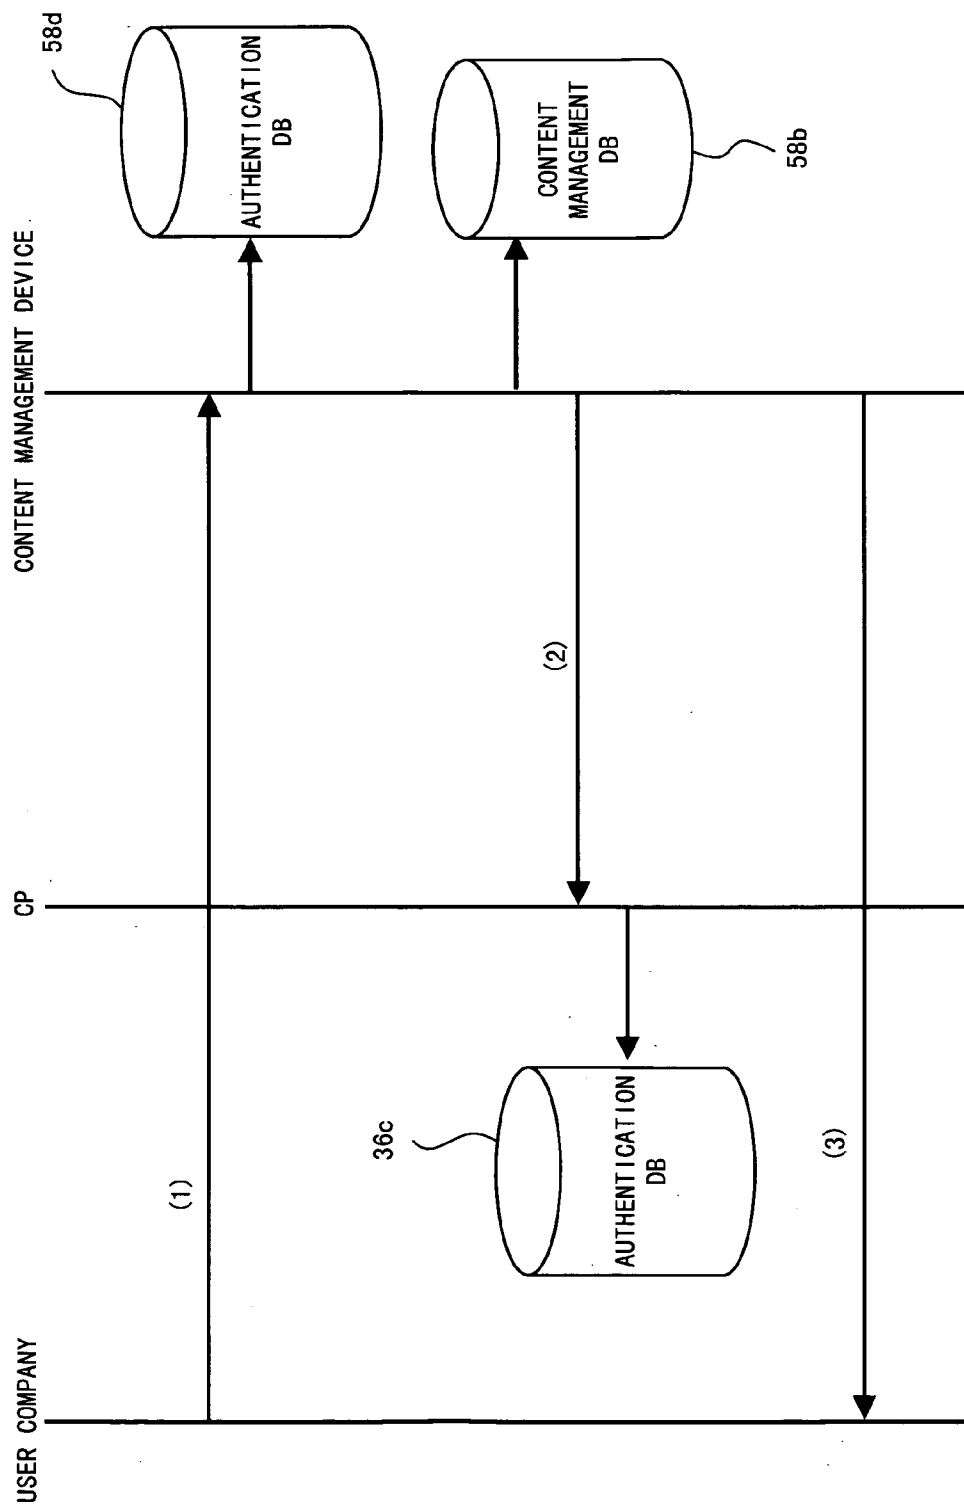 USER COMPANY
CP
CONTENT MANAGEMENT DEVICE
(1)
58d
AUTHENTICATION
DB
CONTENT
MANAGEMENT
DB
58b
(2)
36c
AUTHENTICATION
DB
(3)